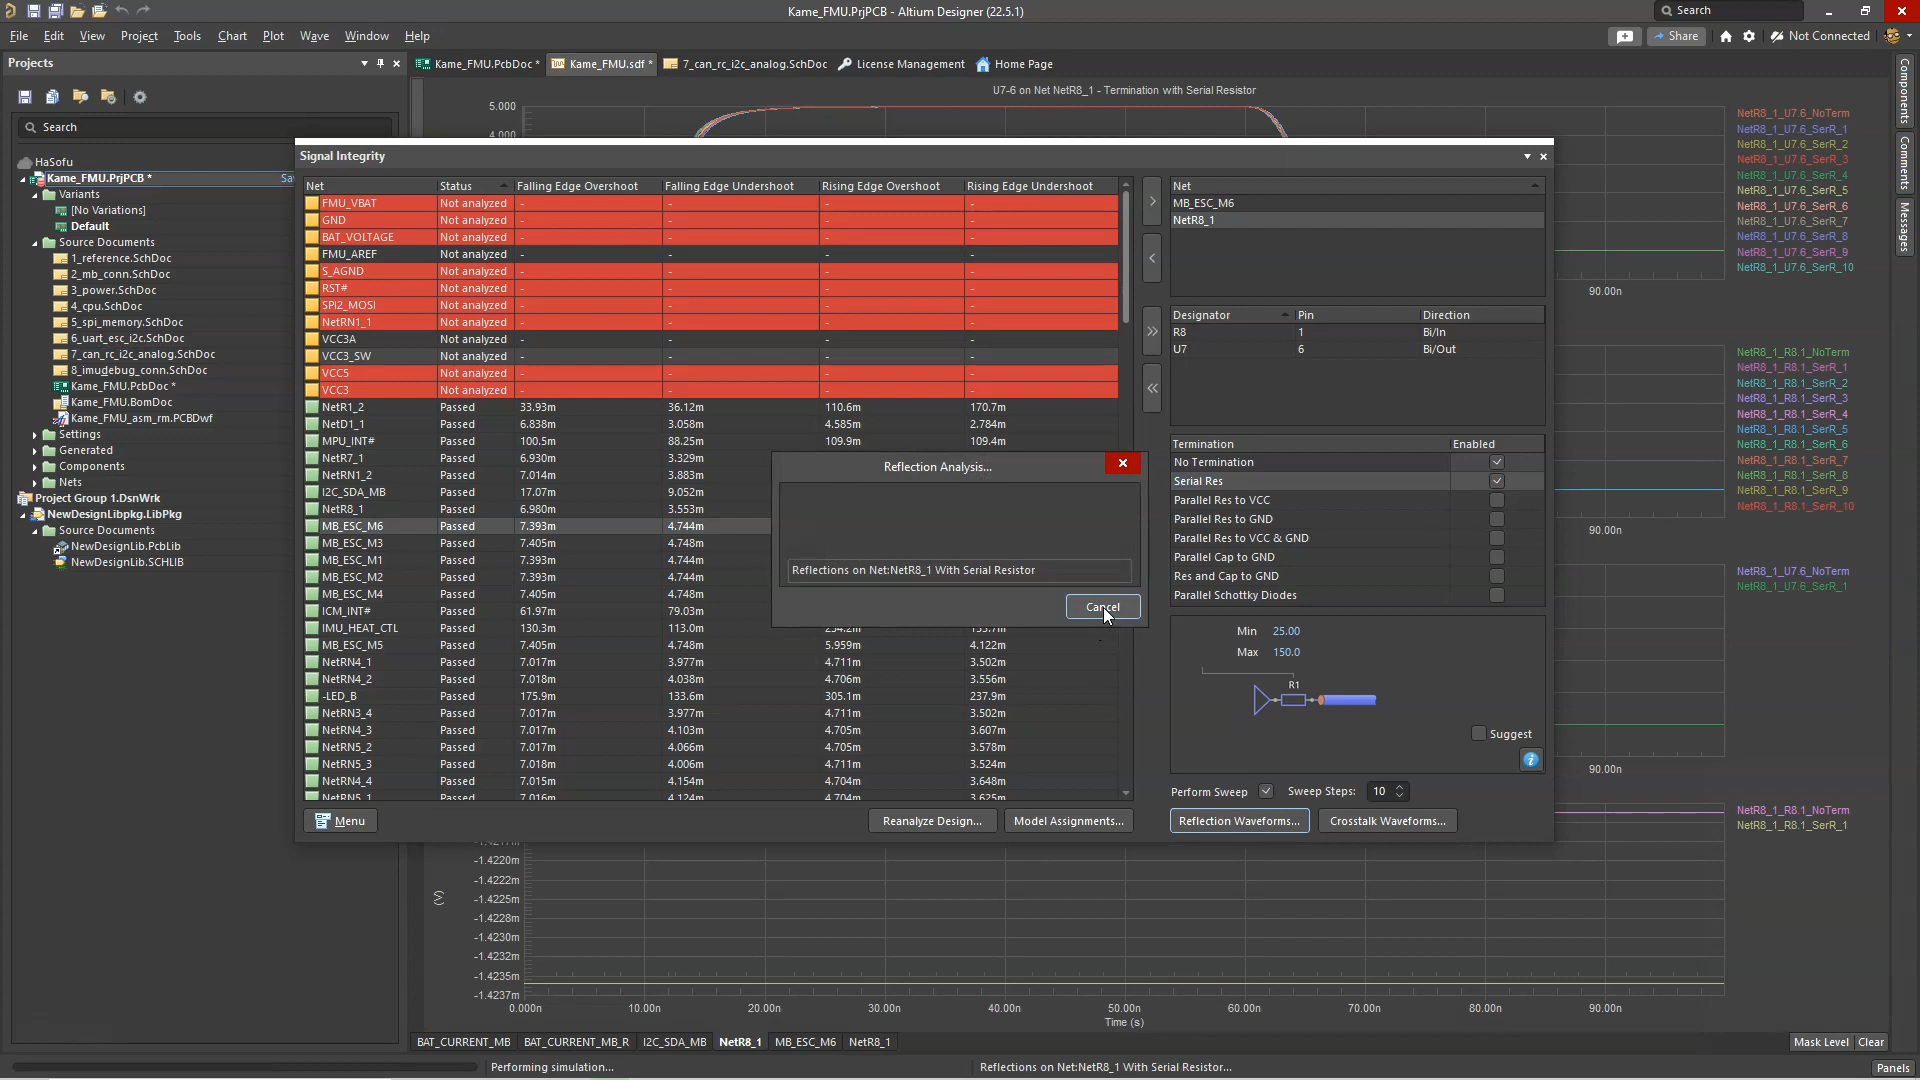 Kame_FMU.PrjPCB - Altium Designer (22.5.1)
Search
File Edit View Project Tools Chart Plot Wave Window Help
Share
Not Connected
Projects
Kame_FMU.PcbDoc *
Kame_FMU.sdf *
7_can_rc_i2c_analog.SchDoc
License Management
Home Page
Search
HaSofu
Kame_FMU.PrjPCB *
Variants
[No Variations]
Default
Source Documents
1_reference.SchDoc
2_mb_conn.SchDoc
3_power.SchDoc
4_cpu.SchDoc
5_spi_memory.SchDoc
6_uart_esc_i2c.SchDoc
7_can_rc_i2c_analog.SchDoc
8_imudebug_conn.SchDoc
Kame_FMU.PcbDoc *
Kame_FMU.BomDoc
Kame_FMU_asm_rm.PCBDwf
Settings
Generated
Components
Nets
Project Group 1.DsnWrk
NewDesignLibpkg.LibPkg
Source Documents
NewDesignLib.PcbLib
NewDesignLib.SCHLIB
U7-6 on Net NetR8_1 - Termination with Serial Resistor
5.000
4.000
Signal Integrity
Net Status Falling Edge Overshoot Falling Edge Undershoot Rising Edge Overshoot Rising Edge Undershoot
FMU_VBAT Not analyzed - - - -
GND Not analyzed - - - -
BAT_VOLTAGE Not analyzed - - - -
FMU_AREF Not analyzed - - - -
S_AGND Not analyzed - - - -
RST# Not analyzed - - - -
SPI2_MOSI Not analyzed - - - -
NetRN1_1 Not analyzed - - - -
VCC3A Not analyzed - - - -
VCC3_SW Not analyzed - - - -
VCC5 Not analyzed - - - -
VCC3 Not analyzed - - - -
NetR1_2 Passed 33.93m 36.12m 110.6m 170.7m
NetD1_1 Passed 6.838m 3.058m 4.585m 2.784m
MPU_INT# Passed 100.5m 88.25m 109.9m 109.4m
NetR7_1 Passed 6.930m 3.329m
NetRN1_2 Passed 7.014m 3.883m
I2C_SDA_MB Passed 17.07m 9.052m
NetR8_1 Passed 6.980m 3.553m
MB_ESC_M6 Passed 7.393m 4.744m
MB_ESC_M3 Passed 7.405m 4.748m
MB_ESC_M1 Passed 7.393m 4.744m
MB_ESC_M2 Passed 7.393m 4.744m
MB_ESC_M4 Passed 7.405m 4.748m
ICM_INT# Passed 61.97m 79.03m
IMU_HEAT_CTL Passed 130.3m 113.0m
MB_ESC_M5 Passed 7.405m 4.748m 5.959m 4.122m
NetRN4_1 Passed 7.017m 3.977m 4.711m 3.502m
NetRN4_2 Passed 7.018m 4.038m 4.706m 3.556m
-LED_B Passed 175.9m 133.6m 305.1m 237.9m
NetRN3_4 Passed 7.017m 3.977m 4.711m 3.502m
NetRN4_3 Passed 7.017m 4.103m 4.705m 3.607m
NetRN5_2 Passed 7.017m 4.066m 4.705m 3.578m
NetRN5_3 Passed 7.018m 4.006m 4.711m 3.524m
NetRN4_4 Passed 7.015m 4.154m 4.704m 3.648m
NetRN5_1 Passed 7.016m 4.124m 4.704m 3.625m
Menu
Reanalyze Design...
Model Assignments...
Reflection Analysis...
Reflections on Net:NetR8_1 With Serial Resistor
Cancel
Net
MB_ESC_M6
NetR8_1
Designator Pin Direction
R8 1 Bi/In
U7 6 Bi/Out
Termination Enabled
No Termination
Serial Res
Parallel Res to VCC
Parallel Res to GND
Parallel Res to VCC & GND
Parallel Cap to GND
Res and Cap to GND
Parallel Schottky Diodes
Min 25.00
Max 150.0
R1
Suggest
Perform Sweep Sweep Steps: 10
Reflection Waveforms...
Crosstalk Waveforms...
NetR8_1_U7.6_NoTerm
NetR8_1_U7.6_SerR_1
NetR8_1_U7.6_SerR_2
NetR8_1_U7.6_SerR_3
NetR8_1_U7.6_SerR_4
NetR8_1_U7.6_SerR_5
NetR8_1_U7.6_SerR_6
NetR8_1_U7.6_SerR_7
NetR8_1_U7.6_SerR_8
NetR8_1_U7.6_SerR_9
NetR8_1_U7.6_SerR_10
90.00n
NetR8_1_R8.1_NoTerm
NetR8_1_R8.1_SerR_1
NetR8_1_R8.1_SerR_2
NetR8_1_R8.1_SerR_3
NetR8_1_R8.1_SerR_4
NetR8_1_R8.1_SerR_5
NetR8_1_R8.1_SerR_6
NetR8_1_R8.1_SerR_7
NetR8_1_R8.1_SerR_8
NetR8_1_R8.1_SerR_9
NetR8_1_R8.1_SerR_10
90.00n
NetR8_1_U7.6_NoTerm
NetR8_1_U7.6_SerR_1
90.00n
NetR8_1_R8.1_NoTerm
NetR8_1_R8.1_SerR_1
Components
Comments
Messages
-1.4220m
-1.4225m
-1.4228m
-1.4230m
-1.4232m
-1.4235m
-1.4237m
(V)
0.000n 10.00n 20.00n 30.00n 40.00n 50.00n 60.00n 70.00n 80.00n 90.00n
Time (s)
BAT_CURRENT_MB BAT_CURRENT_MB_R I2C_SDA_MB NetR8_1 MB_ESC_M6 NetR8_1
Mask Level Clear
Performing simulation...
Reflections on Net:NetR8_1 With Serial Resistor...
Panels